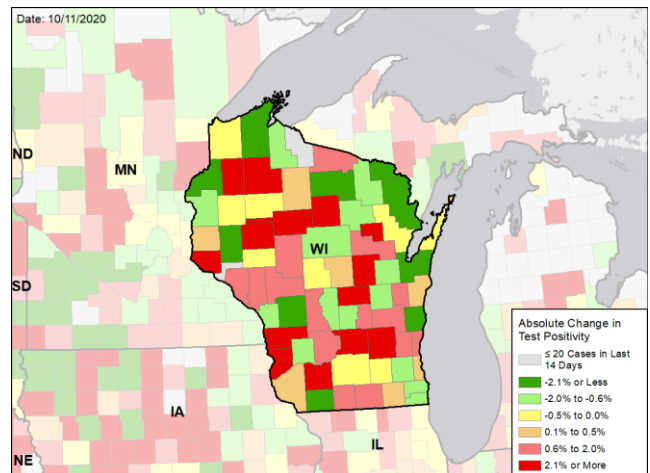 Date: 10/11/2020
ND
MN
WI
SD
IA
NE
IL
Absolute Change in
Test Positivity
≤ 20 Cases in Last
14 Days
-2.1% or Less
-2.0% to -0.6%
-0.5% to 0.0%
0.1% to 0.5%
0.6% to 2.0%
2.1% or More